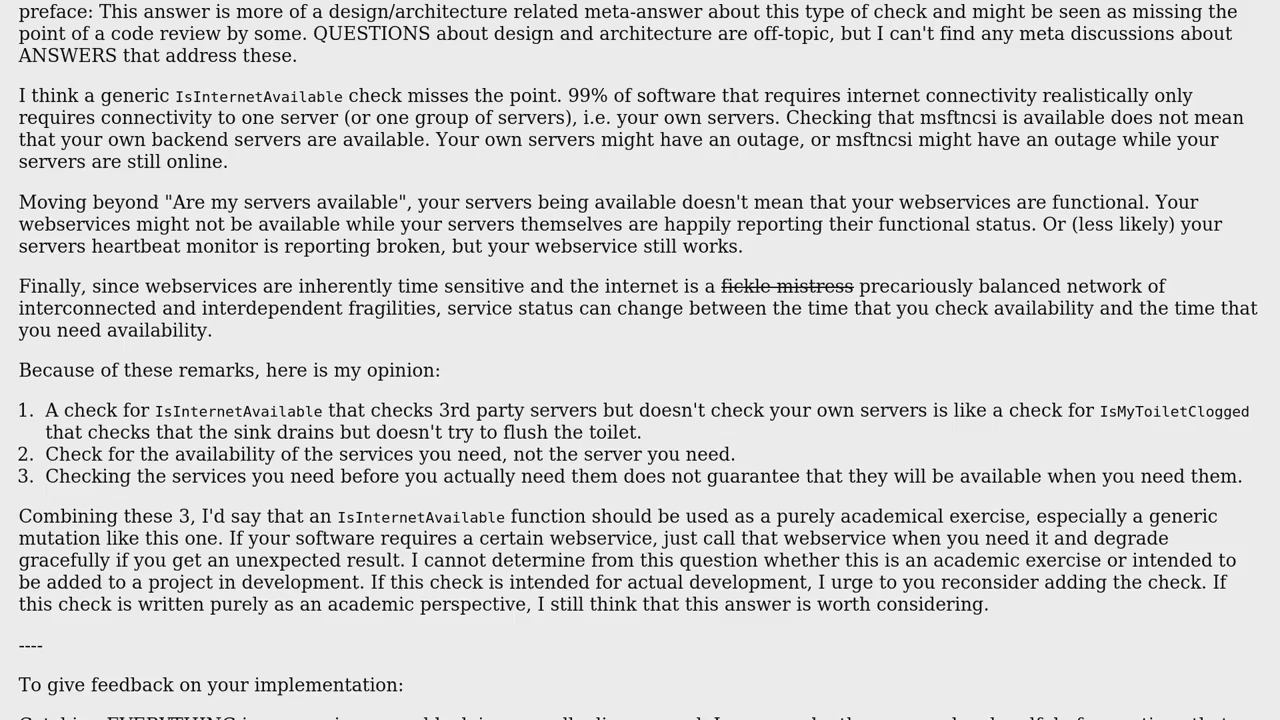 preface: This answer is more of a design/architecture related meta-answer about this type of check and might be seen as missing the
point of a code review by some. QUESTIONS about design and architecture are off-topic, but I can't find any meta discussions about
ANSWERS that address these.
I think a generic IsInternetAvailable check misses the point. 99% of software that requires internet connectivity realistically only
requires connectivity to one server (or one group of servers), i.e. your own servers. Checking that msftncsi is available does not mean
that your own backend servers are available. Your own servers might have an outage, or msftncsi might have an outage while your
servers are still online.
Moving beyond "Are my servers available", your servers being available doesn't mean that your webservices are functional. Your
webservices might not be available while your servers themselves are happily reporting their functional status. Or (less likely) your
servers heartbeat monitor is reporting broken, but your webservice still works.
Finally, since webservices are inherently time sensitive and the internet is a fickle mistress precariously balanced network of
interconnected and interdependent fragilities, service status can change between the time that you check availability and the time that
you need availability.
Because of these remarks, here is my opinion:
1. A check for IsInternetAvailable that checks 3rd party servers but doesn't check your own servers is like a check for IsMyToiletClogged
that checks that the sink drains but doesn't try to flush the toilet.
2. Check for the availability of the services you need, not the server you need.
3. Checking the services you need before you actually need them does not guarantee that they will be available when you need them.
Combining these 3, I'd say that an IsInternetAvailable function should be used as a purely academical exercise, especially a generic
mutation like this one. If your software requires a certain webservice, just call that webservice when you need it and degrade
gracefully if you get an unexpected result. I cannot determine from this question whether this is an academic exercise or intended to
be added to a project in development. If this check is intended for actual development, I urge to you reconsider adding the check. If
this check is written purely as an academic perspective, I still think that this answer is worth considering.
----
To give feedback on your implementation: